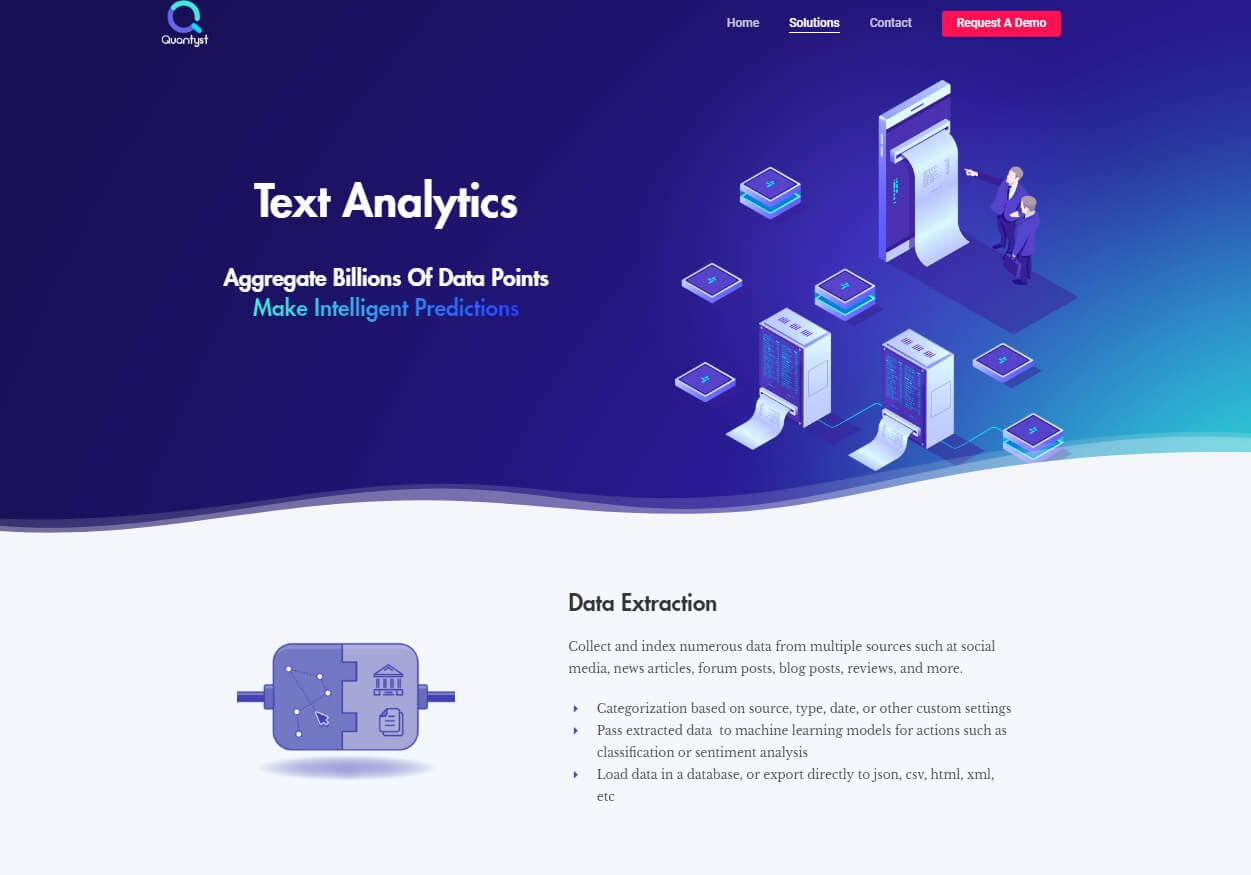 Quantyst
Home
Solutions
Contact
Request A Demo
Text Analytics
Aggregate Billions Of Data Points
Make Intelligent Predictions
Data Extraction
Collect and index numerous data from multiple sources such at social
media, news articles, forum posts, blog posts, reviews, and more.
Categorization based on source, type, date, or other custom settings
Pass extracted data  to machine learning models for actions such as
classification or sentiment analysis
Load data in a database, or export directly to json, csv, html, xml,
etc